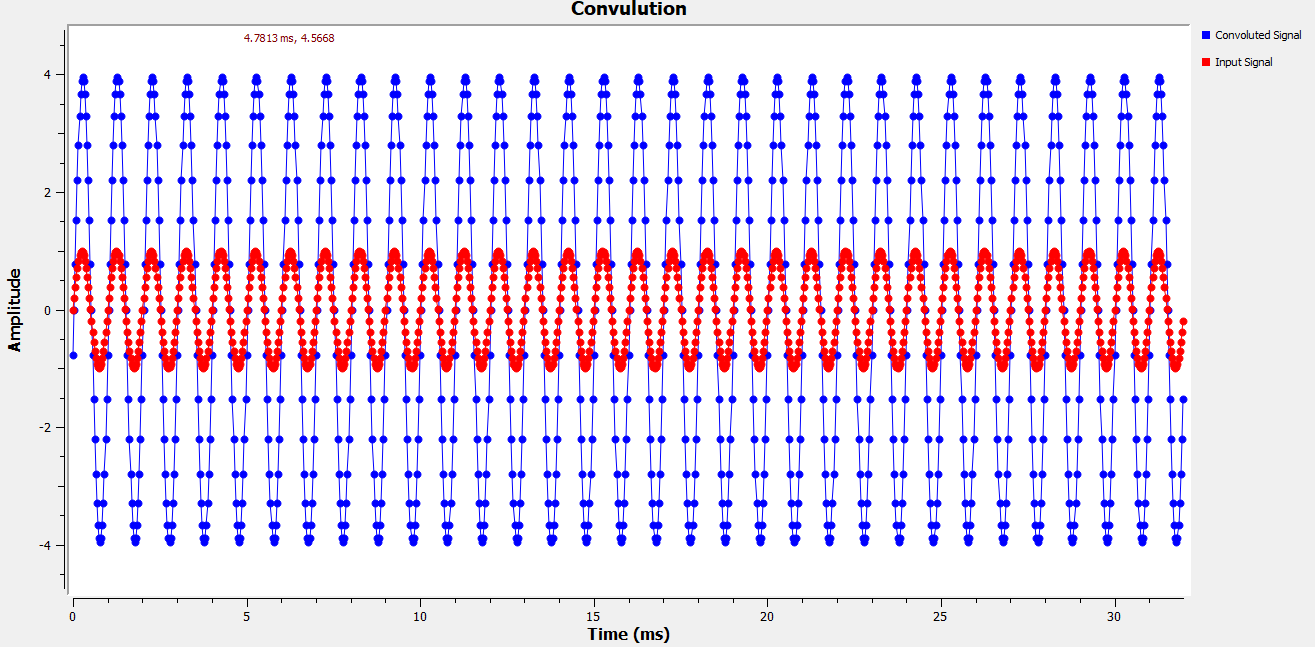 Convulution
4.7813 ms, 4.5668
Convoluted Signal
Input Signal
4
2
0
-2
-4
Amplitude
0 5 10 15 20 25 30
Time (ms)